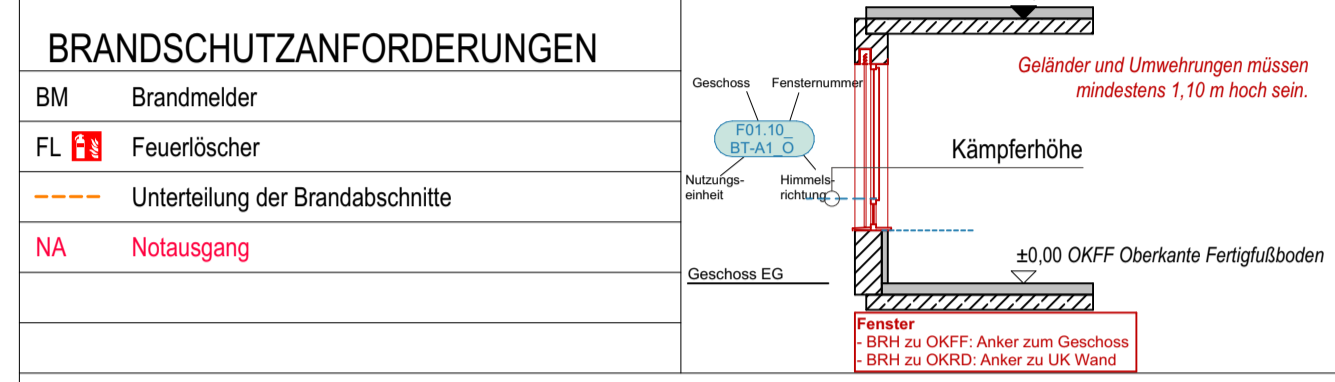 BRANDSCHUTZANFORDERUNGEN
BM Brandmelder
FL Feuerlöscher
Unterteilung der Brandabschnitte
NA Notausgang
Geländer und Umwehrungen müssen
mindestens 1,10 m hoch sein.
Geschoss Fensternummer
F01.10_
BT-A1_O
Nutzungs-
einheit
Himmels-
richtung
Kämpferhöhe
±0,00 OKFF Oberkante Fertigfußboden
Geschoss EG
Fenster
- BRH zu OKFF: Anker zum Geschoss
- BRH zu OKRD: Anker zu UK Wand